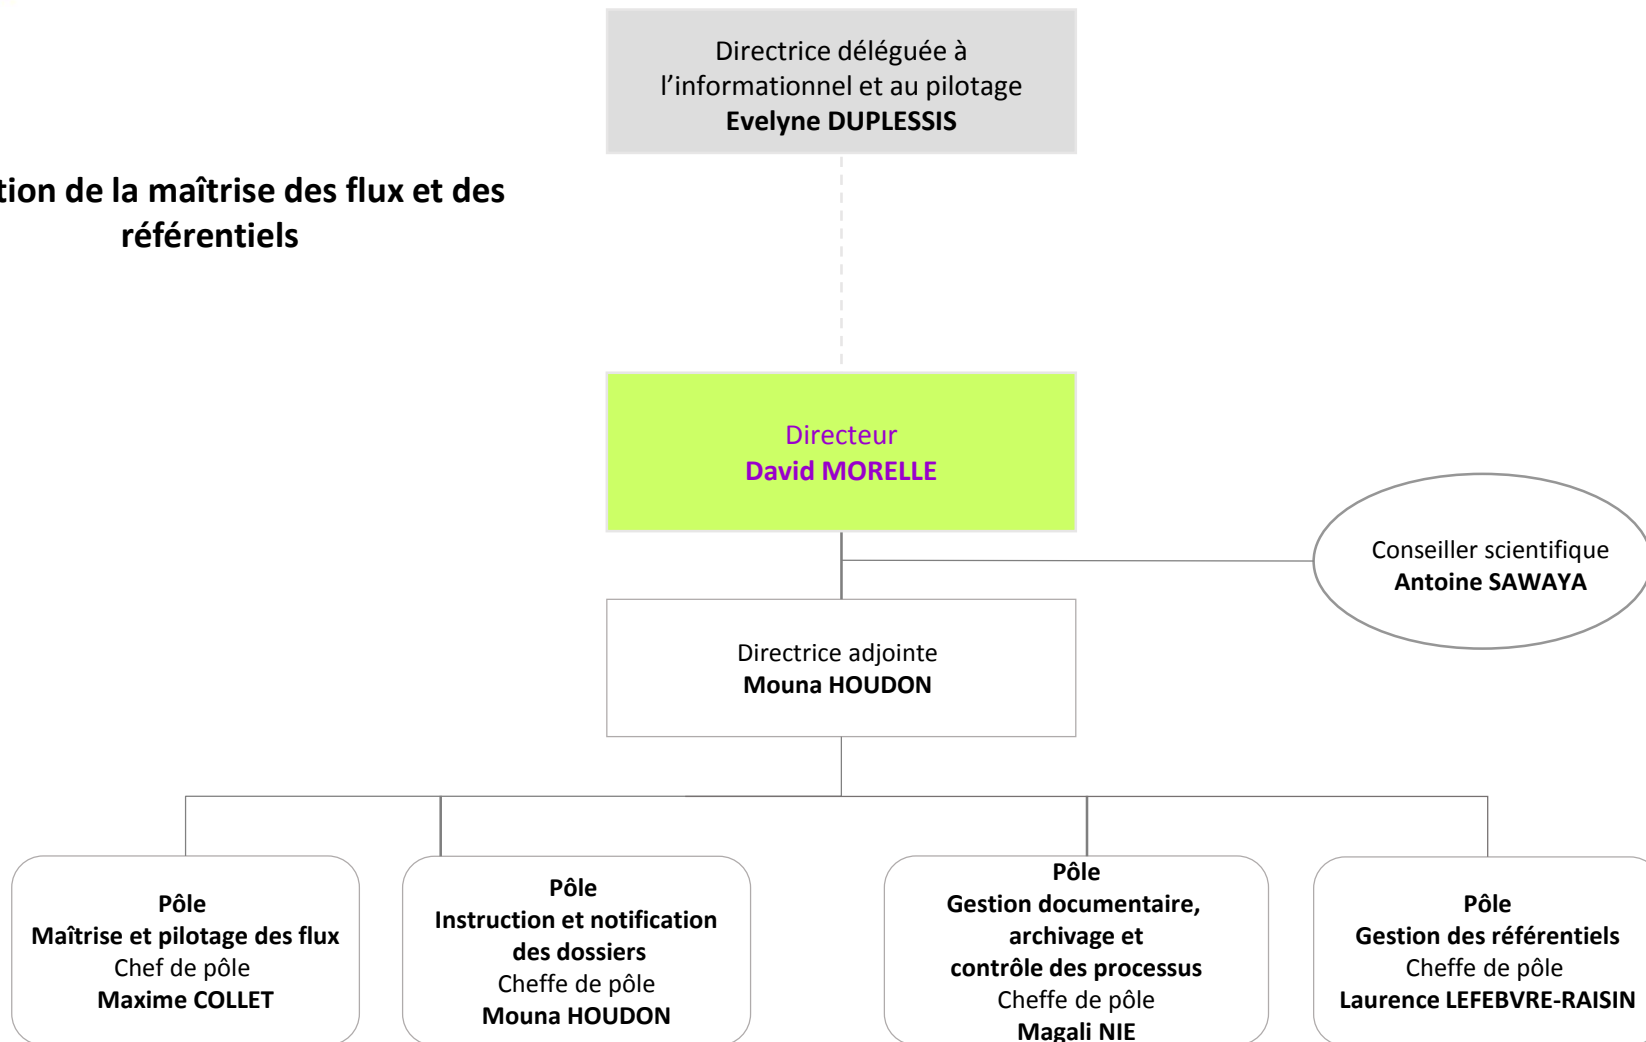 Directrice déléguée à
l'informationnel et au pilotage
Evelyne DUPLESSIS
tion de la maîtrise des flux et des
référentiels
Directeur
David MORELLE
Conseiller scientifique
Antoine SAWAYA
Directrice adjointe
Mouna HOUDON
Pôle
Maîtrise et pilotage des flux
Chef de pôle
Maxime COLLET
Pôle
Instruction et notification
des dossiers
Cheffe de pôle
Mouna HOUDON
Pôle
Gestion documentaire,
archivage et
contrôle des processus
Cheffe de pôle
Magali NIE
Pôle
Gestion des référentiels
Cheffe de pôle
Laurence LEFEBVRE-RAISIN